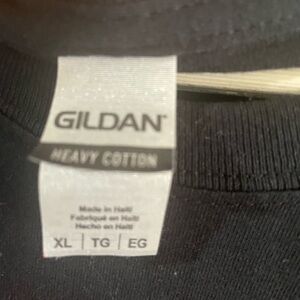 GILDAN
HEAVY COTTON
Made in Haiti
Fabriqué en Haïti
Hecho en Haití
XL | TG | EG